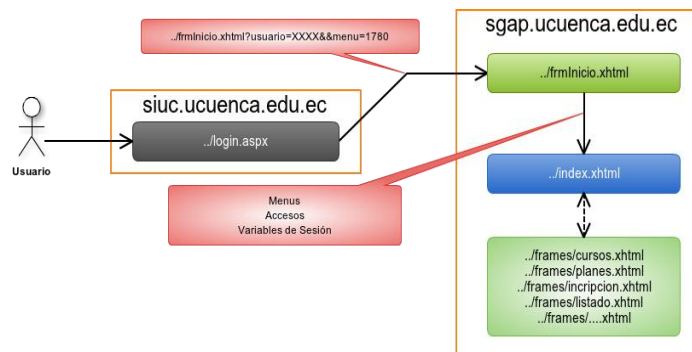 sgap.ucuenca.edu.ec
../frmInicio.xhtml?usuario=XXXX&&menu=1780
../frmInicio.xhtml
siuc.ucuenca.edu.ec
../login.aspx
Usuario
../index.xhtml
Menus
Accesos
Variables de Sesión
../frames/cursos.xhtml
../frames/planes.xhtml
../frames/incripcion.xhtml
../frames/listado.xhtml
../frames/....xhtml